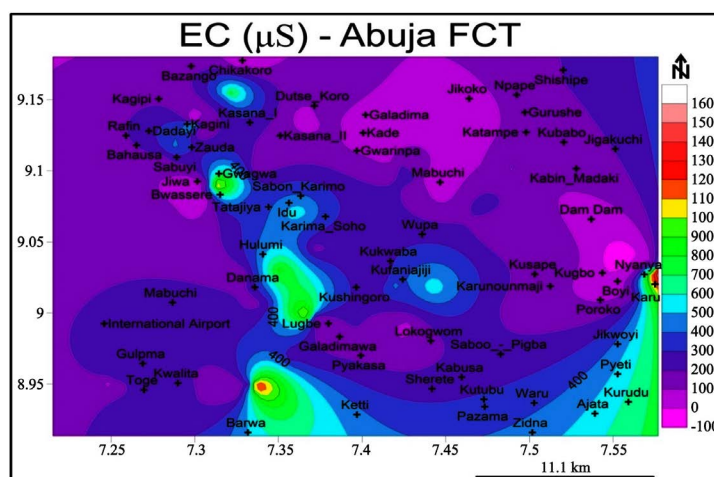 EC (μS) - Abuja FCT
N
Chikakoro
Bazango
Shishipe
Kagipi
Dutse_Koro
Jikoko
Npape
Kasana_I
Galadima
Gurushe
Rafin
Dadayi
Kagini
Kasana_II
Kade
Katampe
Kubabo
Bahausa
Zauda
Gwarinpa
Jigakuchi
Sabuyi
400
Jiwa
Gwagwa
Sabon_Karimo
Mabuchi
Kabin_Madaki
Bwassere
Tatajiya
Idu
Karima_Soho
Dam Dam
Wupa
Hulumi
Kukwaba
Kusape
Kugbo
Nyanya
Danama
Kufaniajiji
Karunounmaji
Boyi
Karu
Mabuchi
Kushingoro
Poroko
International Airport
400
Lugbe
Galadimawa
Lokogwom
Jikwoyi
Gulpma
400
Pyakasa
Saboo_-_Pigba
Pyeti
Toge
Kwalita
Kabusa
400
Sherete
Kutubu
Waru
Kurudu
Barwa
Ketti
Pazama
Zidna
Ajata
9.15
9.1
9.05
9
8.95
7.25 7.3 7.35 7.4 7.45 7.5 7.55
11.1 km
160
150
130
120
110
100
900
800
700
600
500
400
300
200
100
0
-100